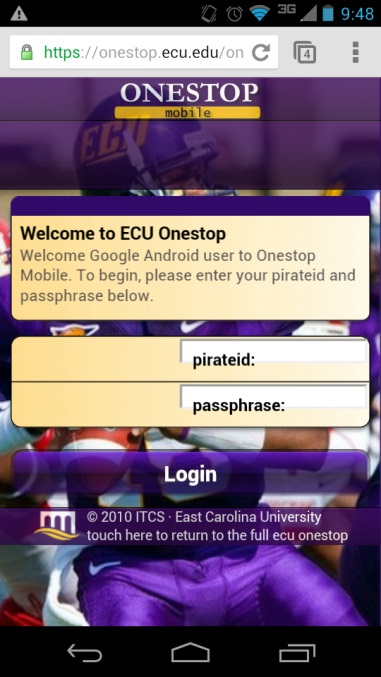 3G 9:48
https://onestop.ecu.edu/on 4
ONESTOP
mobile
ECU
Welcome to ECU Onestop
Welcome Google Android user to Onestop
Mobile. To begin, please enter your pirateid and
passphrase below.
pirateid:
passphrase:
Login
© 2010 ITCS · East Carolina University
touch here to return to the full ecu onestop